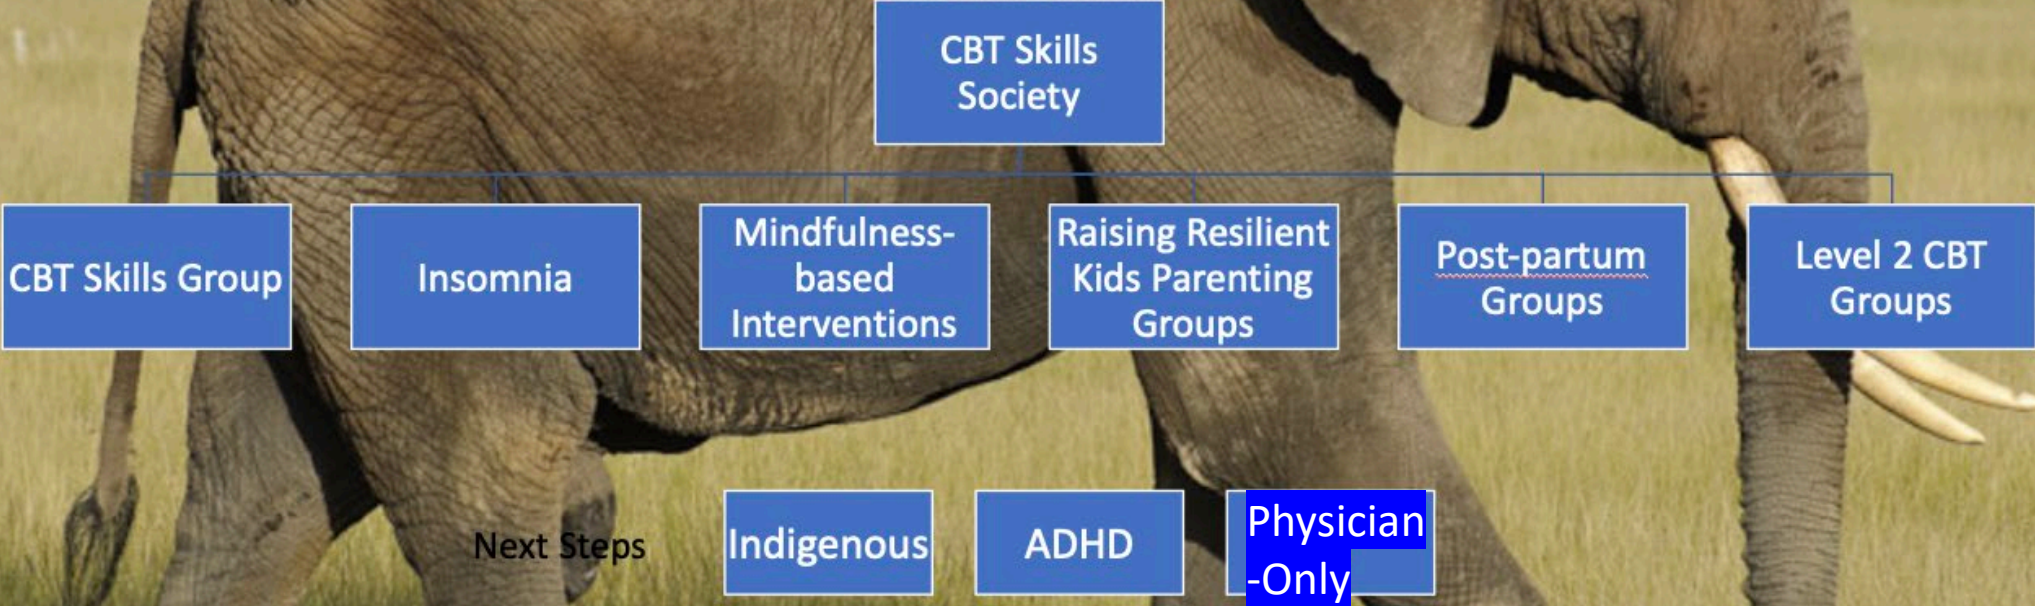 CBT Skills
Society
CBT Skills Group
Insomnia
Mindfulness-
based
Interventions
Raising Resilient
Kids Parenting
Groups
Post-partum
Groups
Level 2 CBT
Groups
Next Steps
Indigenous
ADHD
Physician
-Only